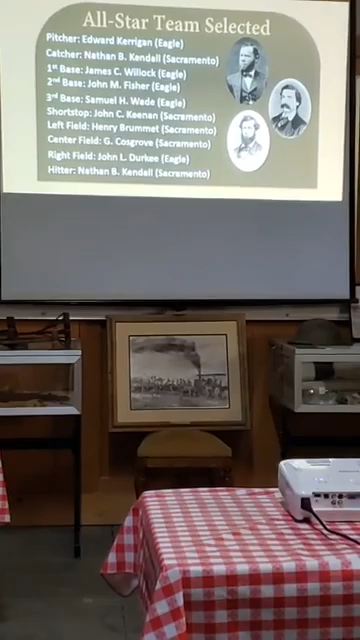 All-Star Team Selected
Pitcher: Edward Kerrigan (Eagle)
Catcher: Nathan B. Kendall (Sacramento)
1st Base: James C. Willock (Eagle)
2nd Base: John M. Fisher (Eagle)
3rd Base: Samuel H. Wade (Eagle)
Shortstop: John C. Keenan (Sacramento)
Left Field: Henry Brummet (Sacramento)
Center Field: G. Cosgrove (Sacramento)
Right Field: John L. Durkee (Eagle)
Hitter: Nathan B. Kendall (Sacramento)